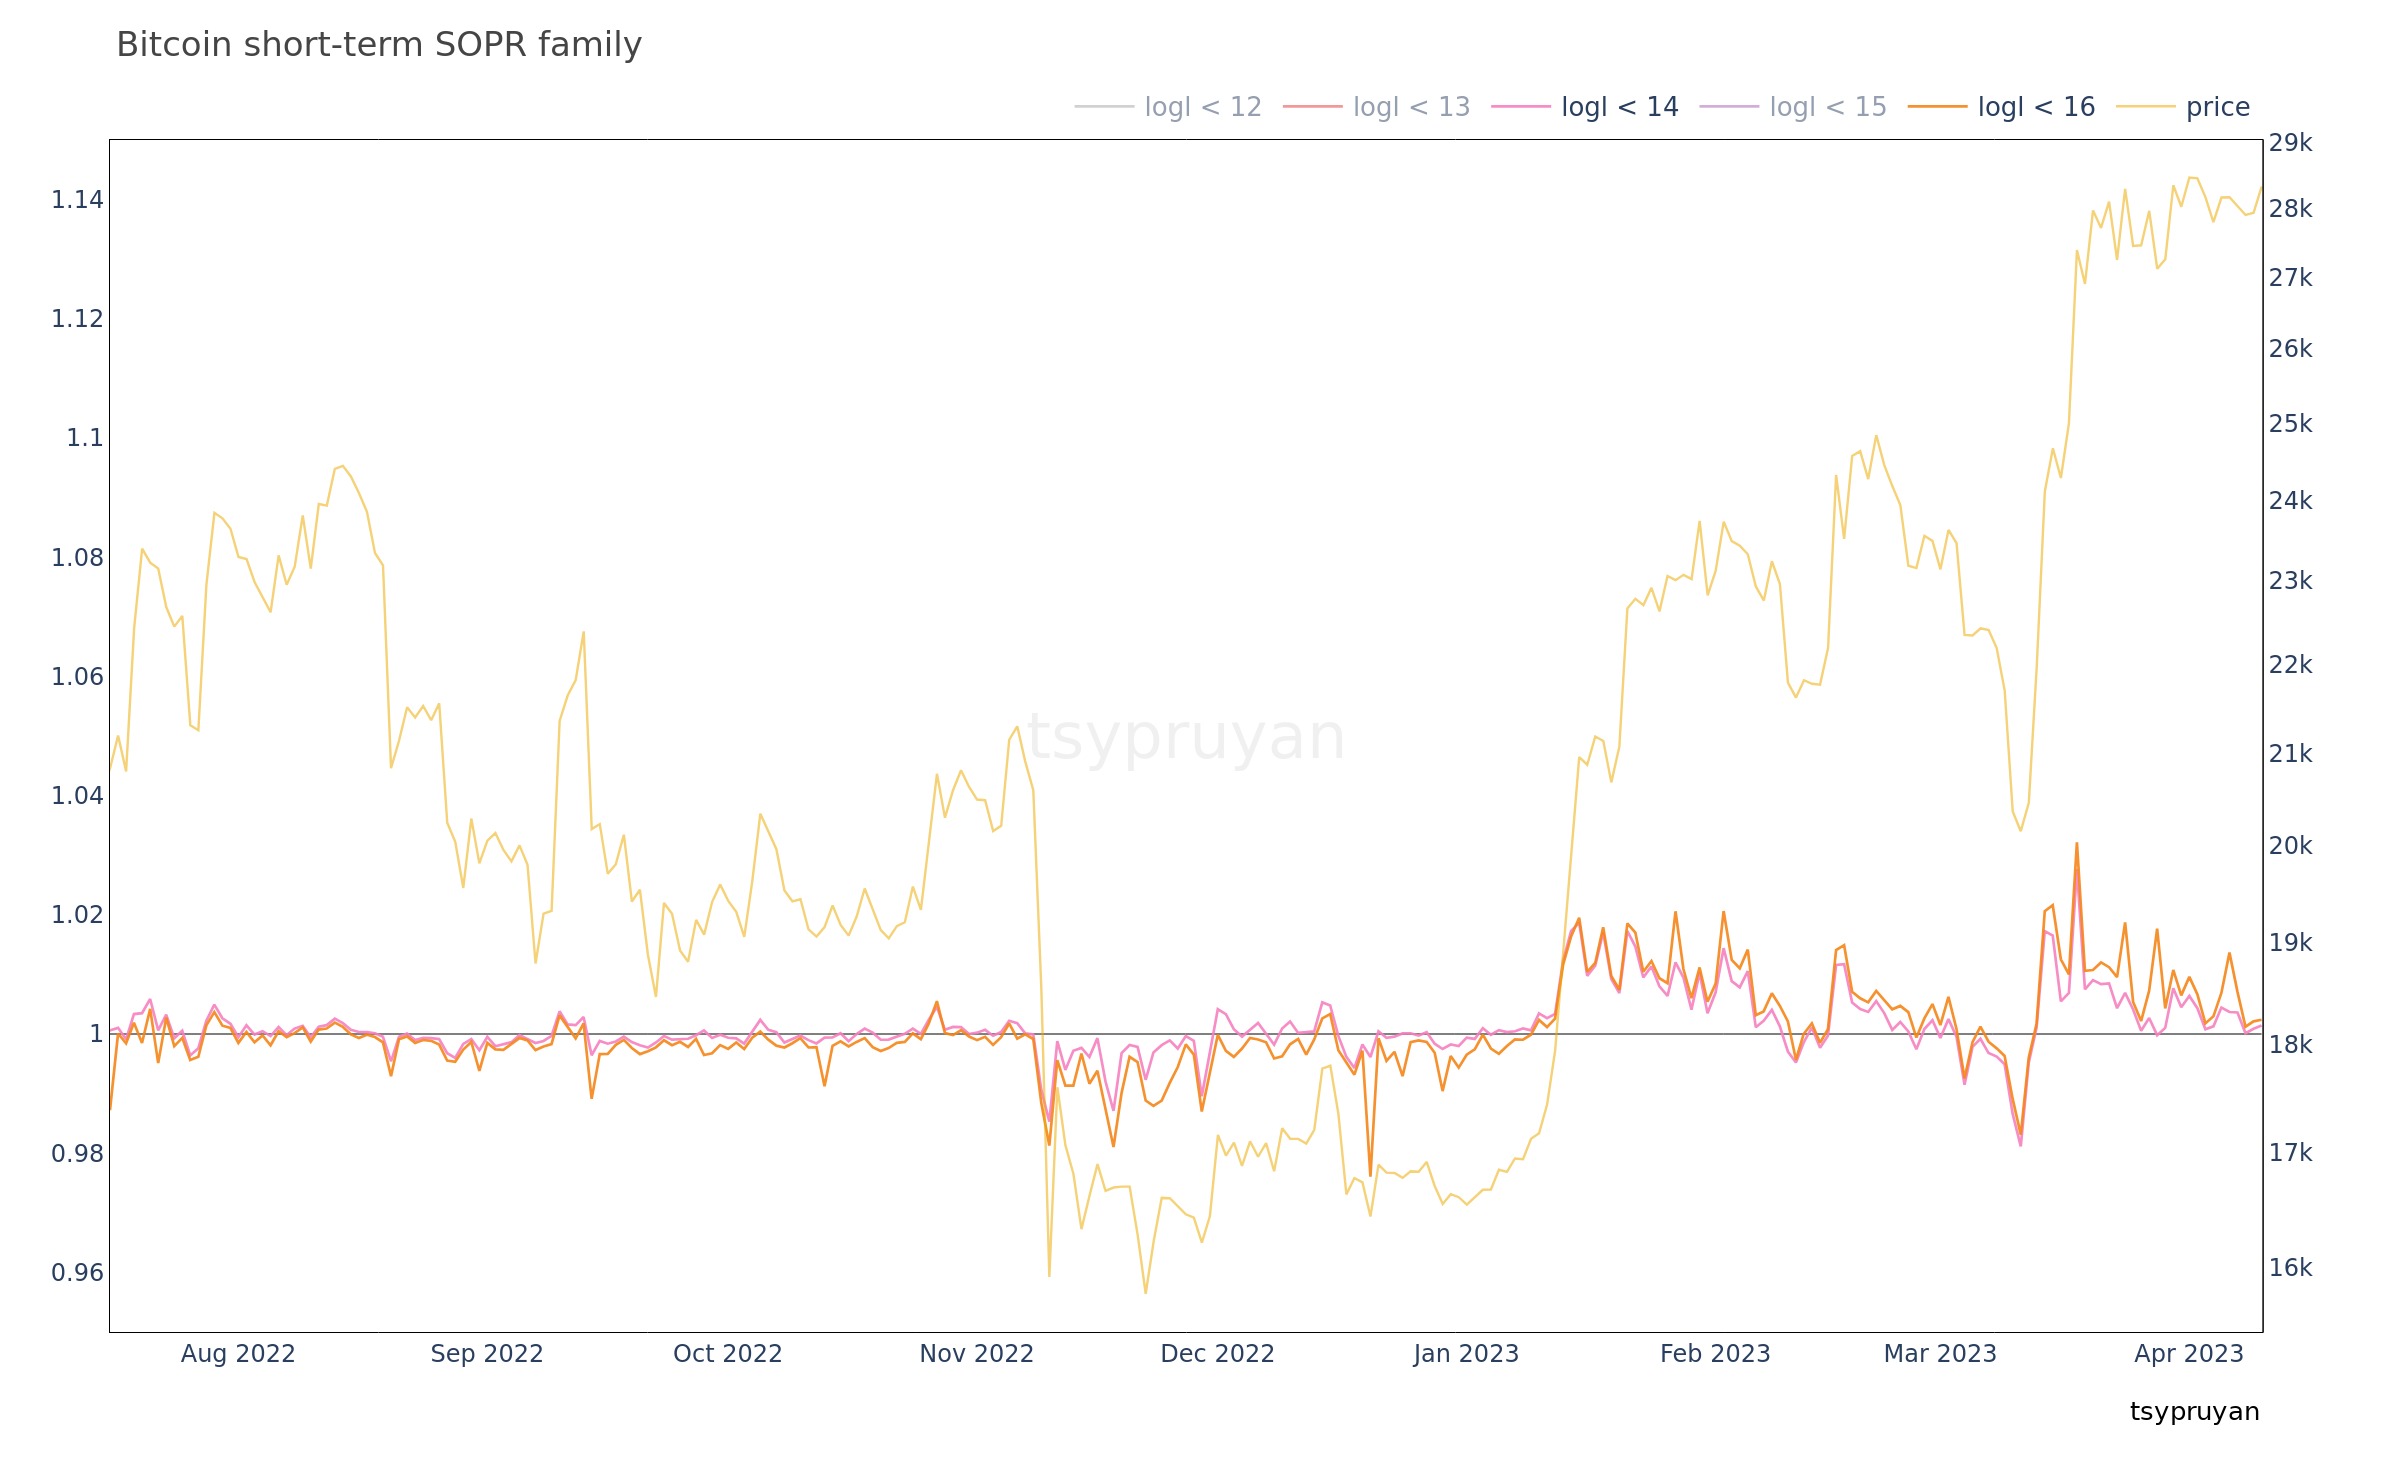 Bitcoin short-term SOPR family
logl < 12 logl < 13 logl < 14 logl < 15 logl < 16 price
29k
1.14
28k
27k
1.12
26k
1.1
25k
24k
1.08
23k
1.06
22k
tsypruyan
21k
1.04
20k
1.02
19k
1
18k
0.98
17k
0.96
16k
Aug 2022 Sep 2022 Oct 2022 Nov 2022 Dec 2022 Jan 2023 Feb 2023 Mar 2023 Apr 2023
tsypruyan